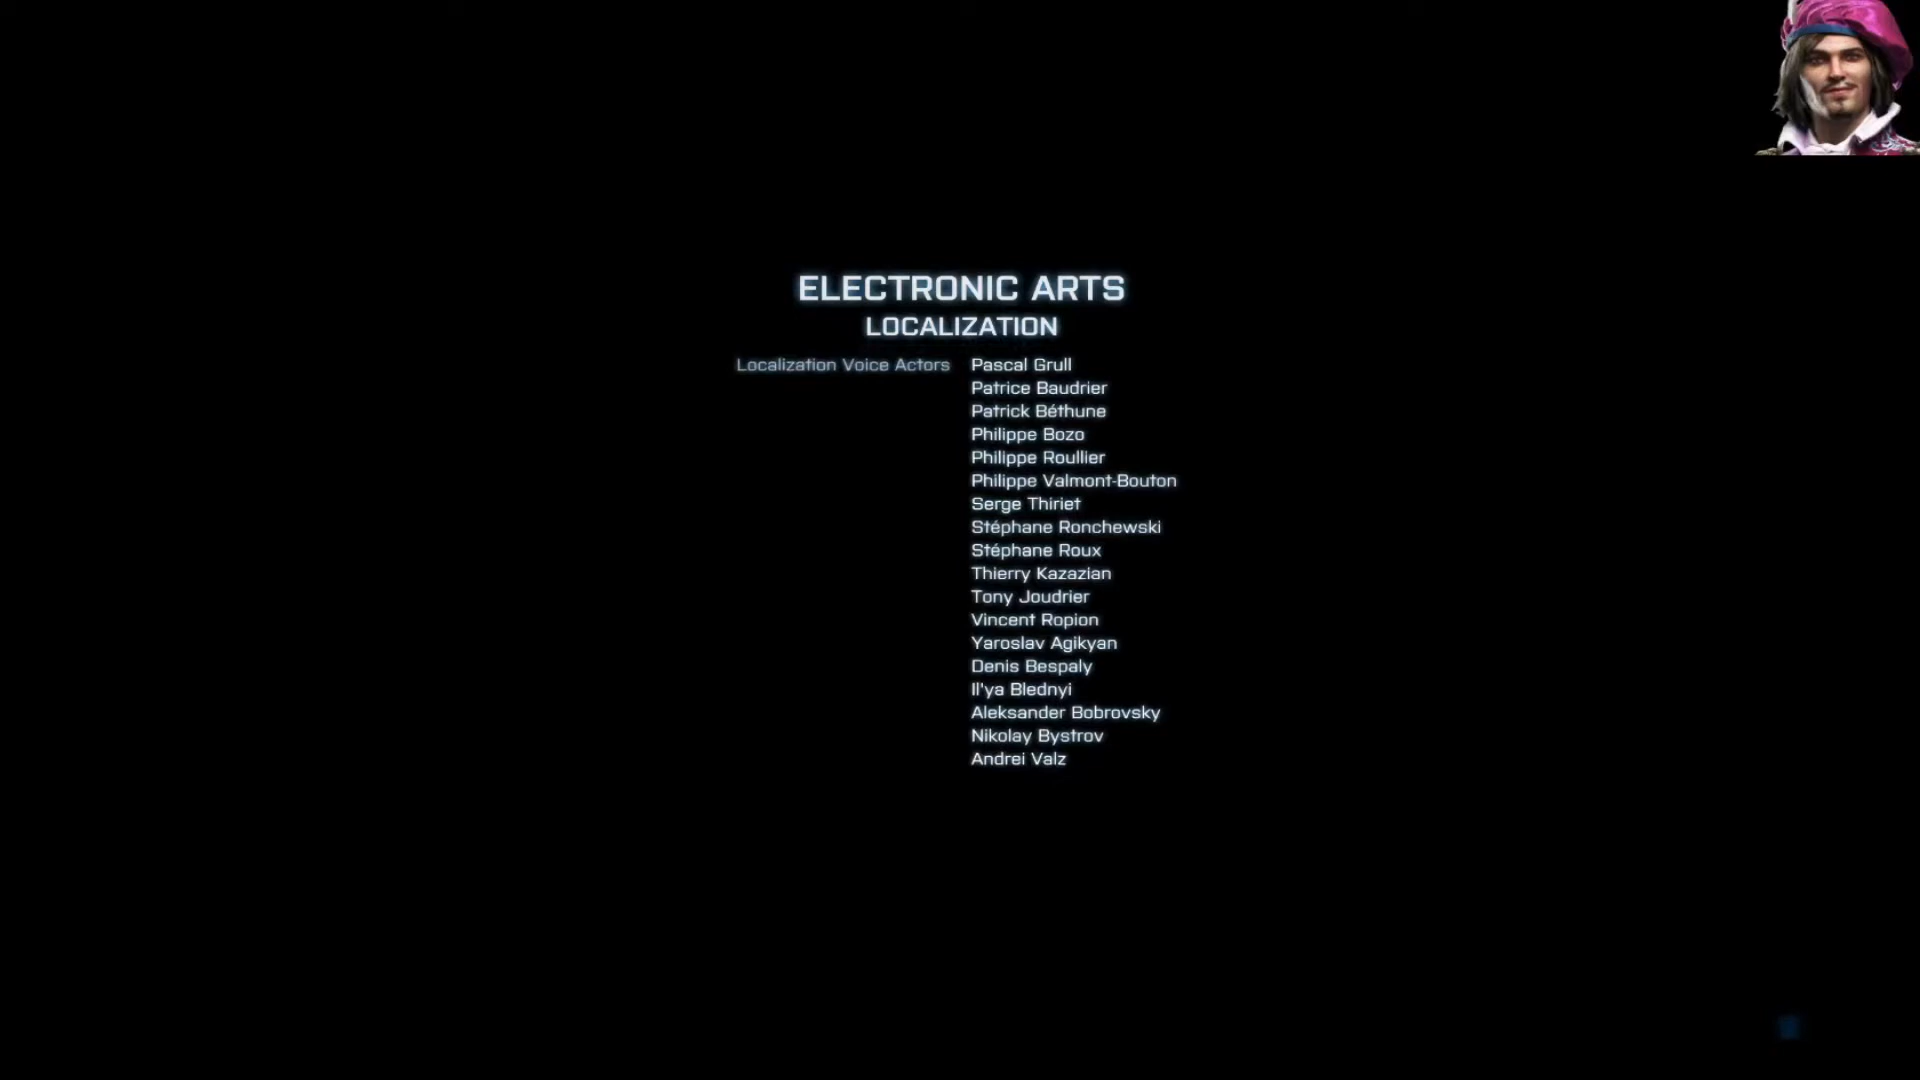 ELECTRONIC ARTS
LOCALIZATION
Localization Voice Actors Pascal Grull
Patrice Baudrier
Patrick Béthune
Philippe Bozo
Philippe Roullier
Philippe Valmont-Bouton
Serge Thiriet
Stéphane Ronchewski
Stéphane Roux
Thierry Kazazian
Tony Joudrier
Vincent Ropion
Yaroslav Agikyan
Denis Bespaly
Il'ya Blednyi
Aleksander Bobrovsky
Nikolay Bystrov
Andrei Valz